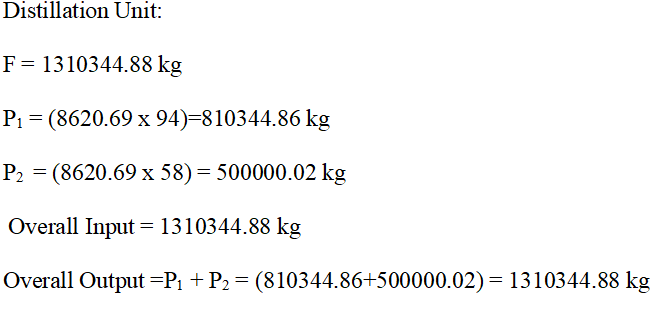 Distillation Unit:
F = 1310344.88 kg
P₁ = (8620.69 x 94)=810344.86 kg
P₂ = (8620.69 x 58) = 500000.02 kg
Overall Input = 1310344.88 kg
Overall Output =P₁ + P₂ = (810344.86+500000.02) = 1310344.88 kg